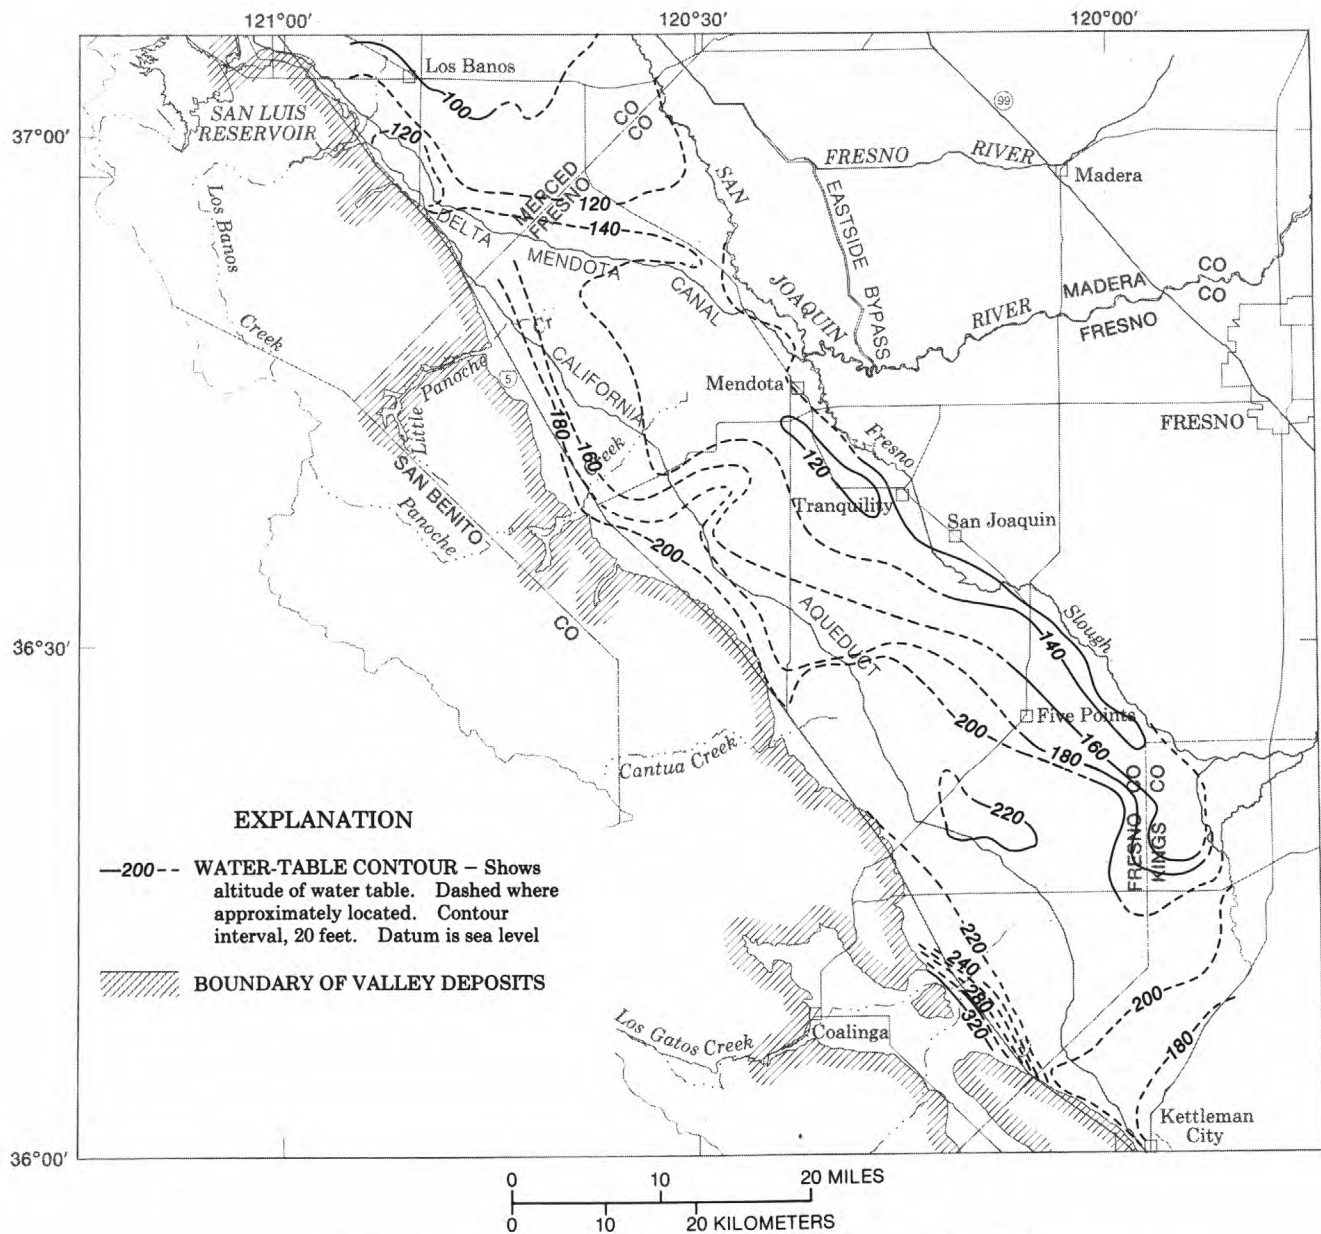 121°00′
120°30′
120°00′
37°00′
36°30′
36°00′
Los Banos
100
SAN LUIS
RESERVOIR
120
CO
CO
MERCED
FRESNO
120
140
DELTA
MENDOTA
CANAL
SAN
JOAQUIN
RIVER
FRESNO RIVER
99
Madera
EASTSIDE BYPASS
MADERA CO
FRESNO CO
FRESNO
Los Banos
Creek
Little Panoche
5
CALIFORNIA
180
160
Creek
SAN BENITO
CO
Panoche
Mendota
120
Fresno
Tranquility
San Joaquin
Slough
200
AQUEDUCT
140
Five Points
200
180
160
Cantua Creek
220
FRESNO CO
KINGS CO
EXPLANATION
200 WATER-TABLE CONTOUR – Shows
altitude of water table. Dashed where
approximately located. Contour
interval, 20 feet. Datum is sea level
BOUNDARY OF VALLEY DEPOSITS
220
240
280
320
200
180
Los Gatos Creek
Coalinga
Kettleman
City
0 10 20 MILES
0 10 20 KILOMETERS